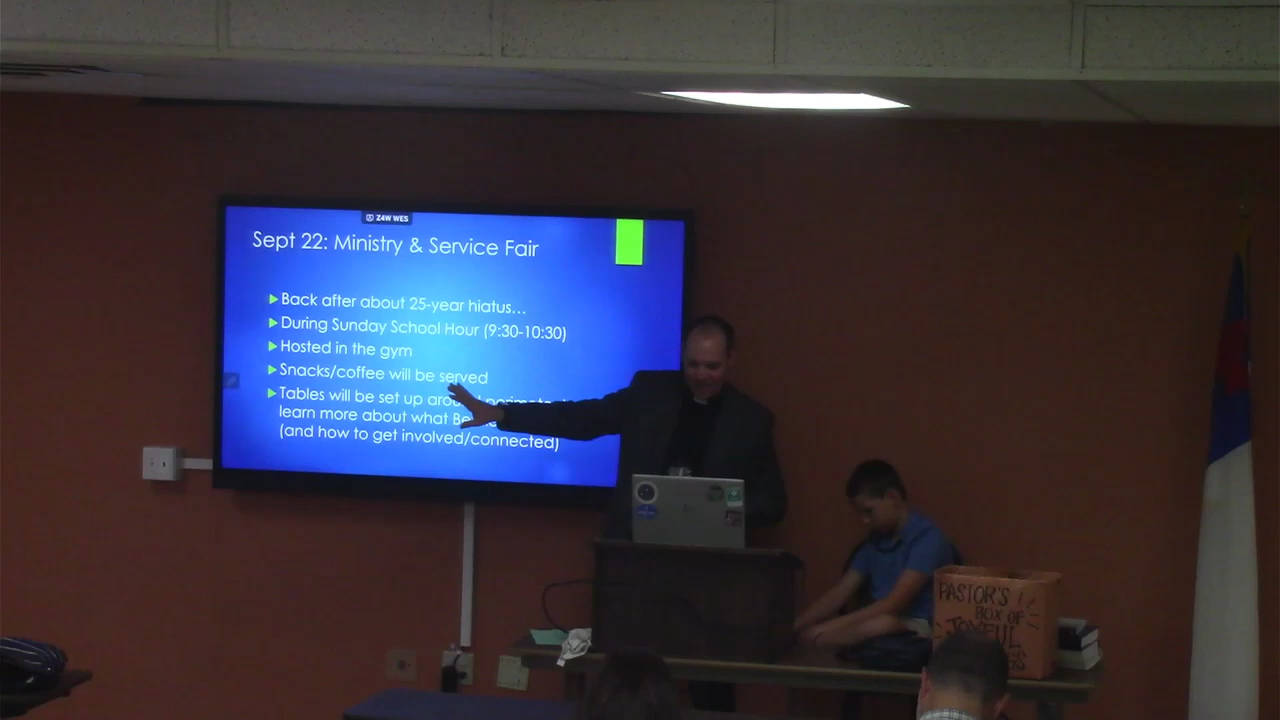 Z4W WES
Sept 22: Ministry & Service Fair
Back after about 25-year hiatus...
During Sunday School Hour (9:30-10:30)
Hosted in the gym
Snacks/coffee will be served
Tables will be set up
learn more about what
(and how to get involved/connected)
PASTOR'S
BOX OF
JOYFUL